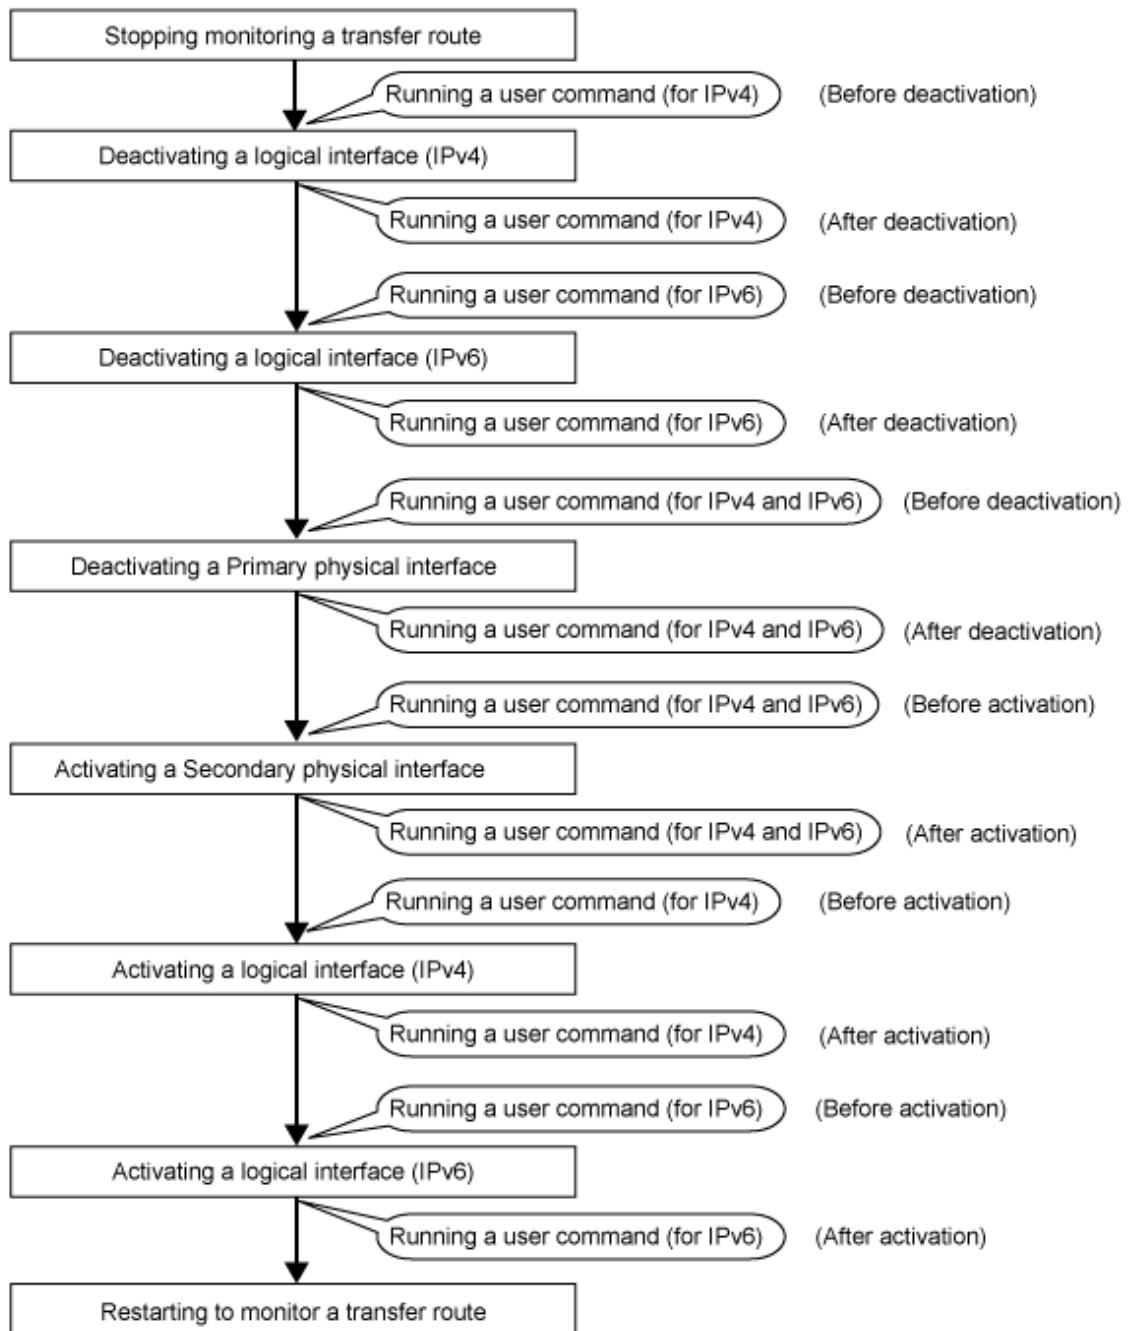 Stopping monitoring a transfer route
Running a user command (for IPv4) (Before deactivation)
Deactivating a logical interface (IPv4)
Running a user command (for IPv4) (After deactivation)
Running a user command (for IPv6) (Before deactivation)
Deactivating a logical interface (IPv6)
Running a user command (for IPv6) (After deactivation)
Running a user command (for IPv4 and IPv6) (Before deactivation)
Deactivating a Primary physical interface
Running a user command (for IPv4 and IPv6) (After deactivation)
Running a user command (for IPv4 and IPv6) (Before activation)
Activating a Secondary physical interface
Running a user command (for IPv4 and IPv6) (After activation)
Running a user command (for IPv4) (Before activation)
Activating a logical interface (IPv4)
Running a user command (for IPv4) (After activation)
Running a user command (for IPv6) (Before activation)
Activating a logical interface (IPv6)
Running a user command (for IPv6) (After activation)
Restarting to monitor a transfer route